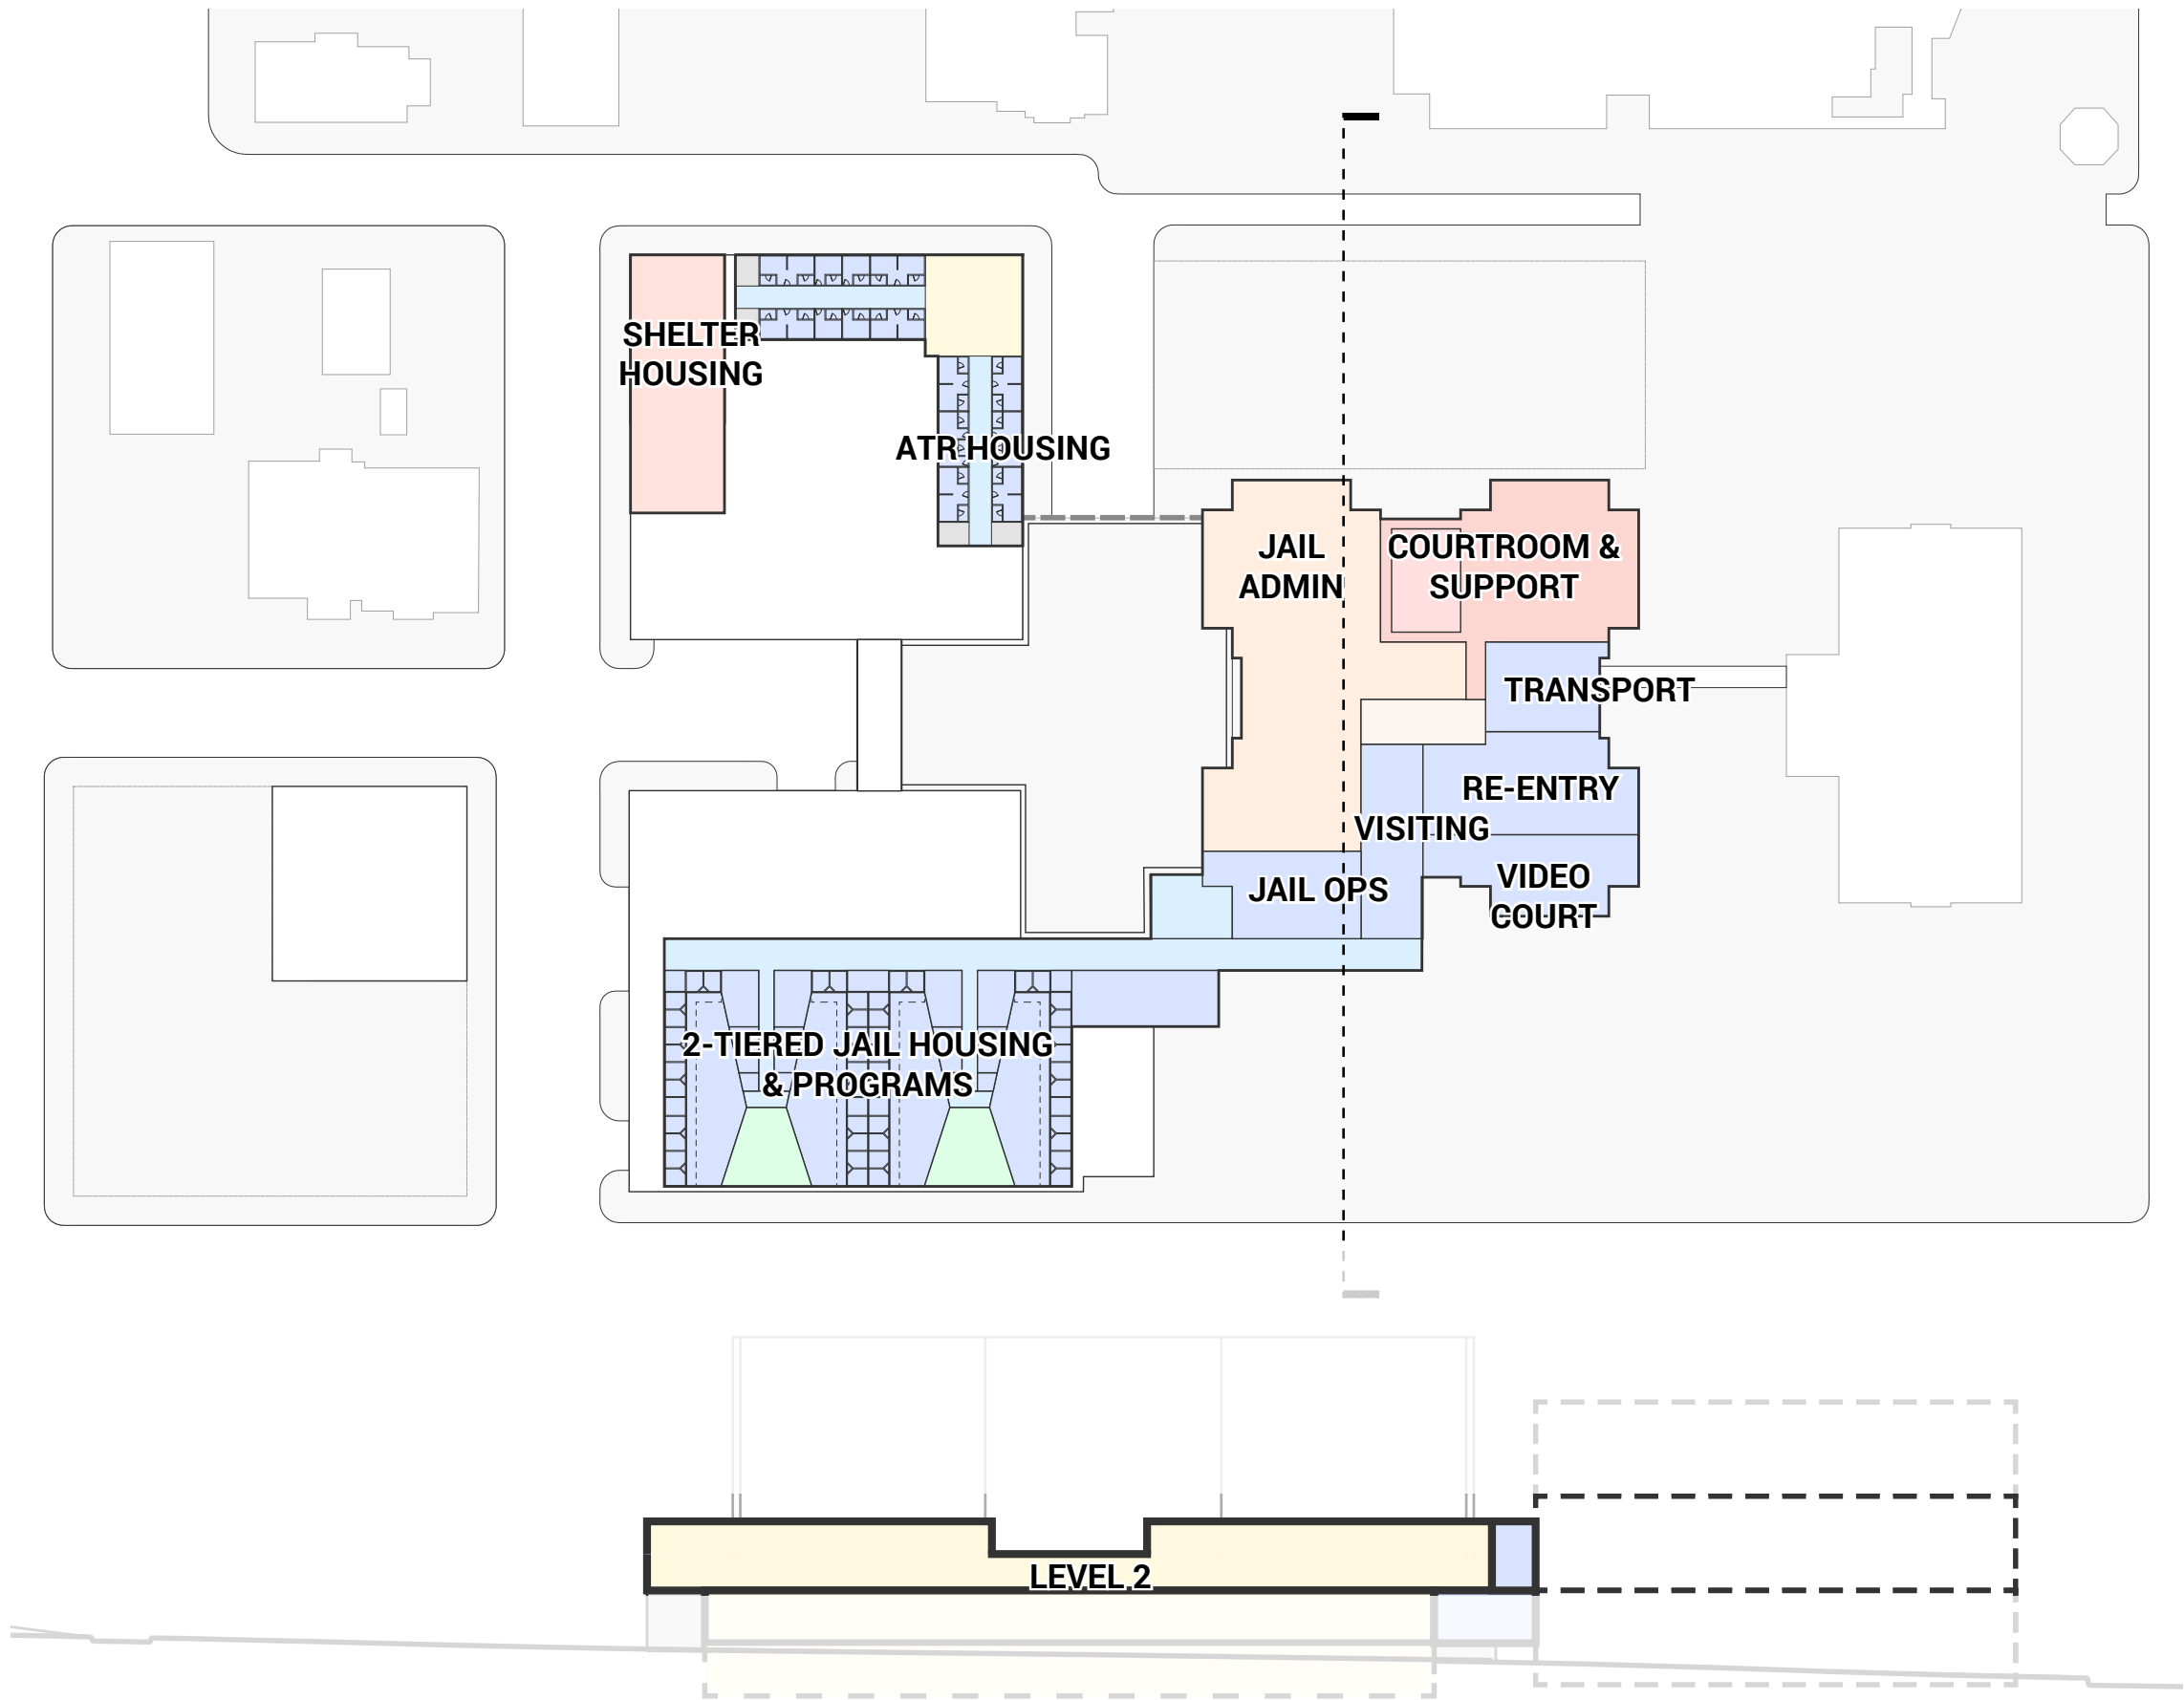 SHELTER
HOUSING
ATR HOUSING
JAIL
ADMIN
COURTROOM &
SUPPORT
TRANSPORT
RE-ENTRY
VISITING
VIDEO
COURT
JAIL OPS
2-TIERED JAIL HOUSING
& PROGRAMS
LEVEL 2